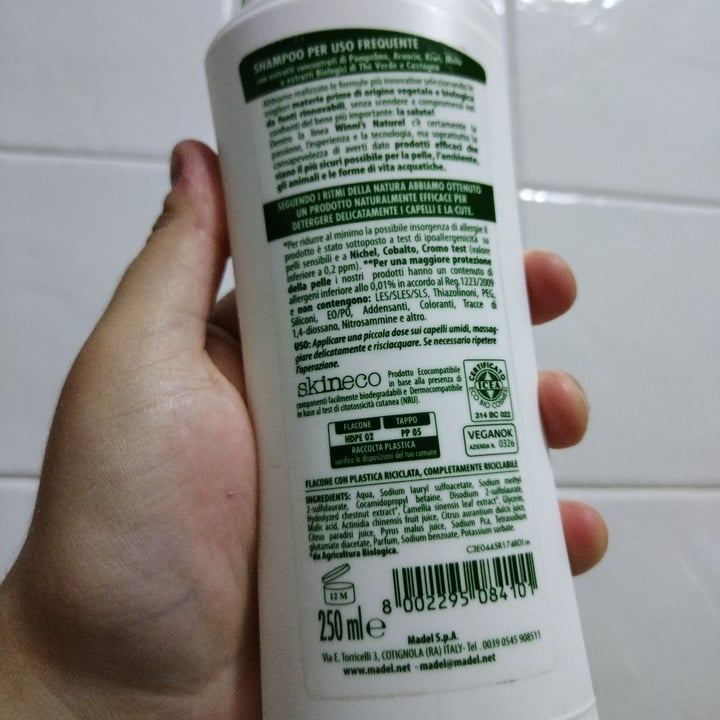 SHAMPOO PER USO FREQUENTE
con estratti concentrati di Pompelmo, Arancia, Kiwi, Mela
e estratti Biologici di Thè Verde e Castagno
Abbiamo realizzato le formule più innovative selezionando le
migliori materie prime di origine vegetale e biologica
da fonti rinnovabili, senza scendere a compromessi nei
confronti del bene più importante: la salute!
Dentro la linea Winni's Natural c'è certamente la
passione, l'esperienza e la tecnologia, ma soprattutto la
consapevolezza di averti dato prodotti efficaci che
siano il più sicuri possibile per la pelle, l'ambiente,
gli animali e le forme di vita acquatiche.
SEGUENDO I RITMI DELLA NATURA ABBIAMO OTTENUTO
UN PRODOTTO NATURALMENTE EFFICACE PER
DETERGERE DELICATAMENTE I CAPELLI E LA CUTE.
*Per ridurre al minimo la possibile insorgenza di allergie il
prodotto è stato sottoposto a test di ipoallergenicità su
pelli sensibili e a Nichel, Cobalto, Cromo test (valore
inferiore a 0,2 ppm). **Per una maggiore protezione
della pelle i nostri prodotti hanno un contenuto di
allergeni inferiore allo 0,01% in accordo al Reg.1223/2009
e non contengono: LES/SLES/SLS, Thiazolinoni, PEG,
Siliconi, EO/PO, Addensanti, Coloranti, Tracce di
1,4-diossano, Nitrosammine e altro.
USO: Applicare una piccola dose sui capelli umidi, massag-
giare delicatamente e risciacquare. Se necessario ripetere
l'operazione.
skineco Prodotto Ecocompatibile
in base alla presenza di
componenti facilmente biodegradabili e Dermocompatibile
in base al test di citotossicità cutanea (NRU).
CERTIFICATO
ICEA
ECO BIO COSMESI
314 BC 022
VEGANOK
AZIENDA N. 0326
FLACONE TAPPO
HDPE 02 PP 05
RACCOLTA PLASTICA
verifica le disposizioni del tuo comune
FLACONE CON PLASTICA RICICLATA, COMPLETAMENTE RICICLABILE
INGREDIENTS: Aqua, Sodium lauryl sulfoacetate, Sodium methyl
2-sulfolaurate, Cocamidopropyl betaine, Disodium 2-sulfolaurate,
Hydrolyzed chestnut extract*, Camellia sinensis leaf extract*, Glycerin,
Malic acid, Actinidia chinensis fruit juice, Citrus aurantium dulcis juice,
Citrus paradisi juice, Pyrus malus juice, Sodium Pca, Tetrasodium
glutamate diacetate, Parfum, Sodium benzoate, Potassium sorbate.
*da Agricoltura Biologica.
C3E0445R174R01
12 M
8 002295 084101
250 ml e
Madel S.p.A.
Via E. Torricelli 3, COTIGNOLA (RA) ITALY- Tel . 0039 0545 908511
www.madel.net - madel@madel.net